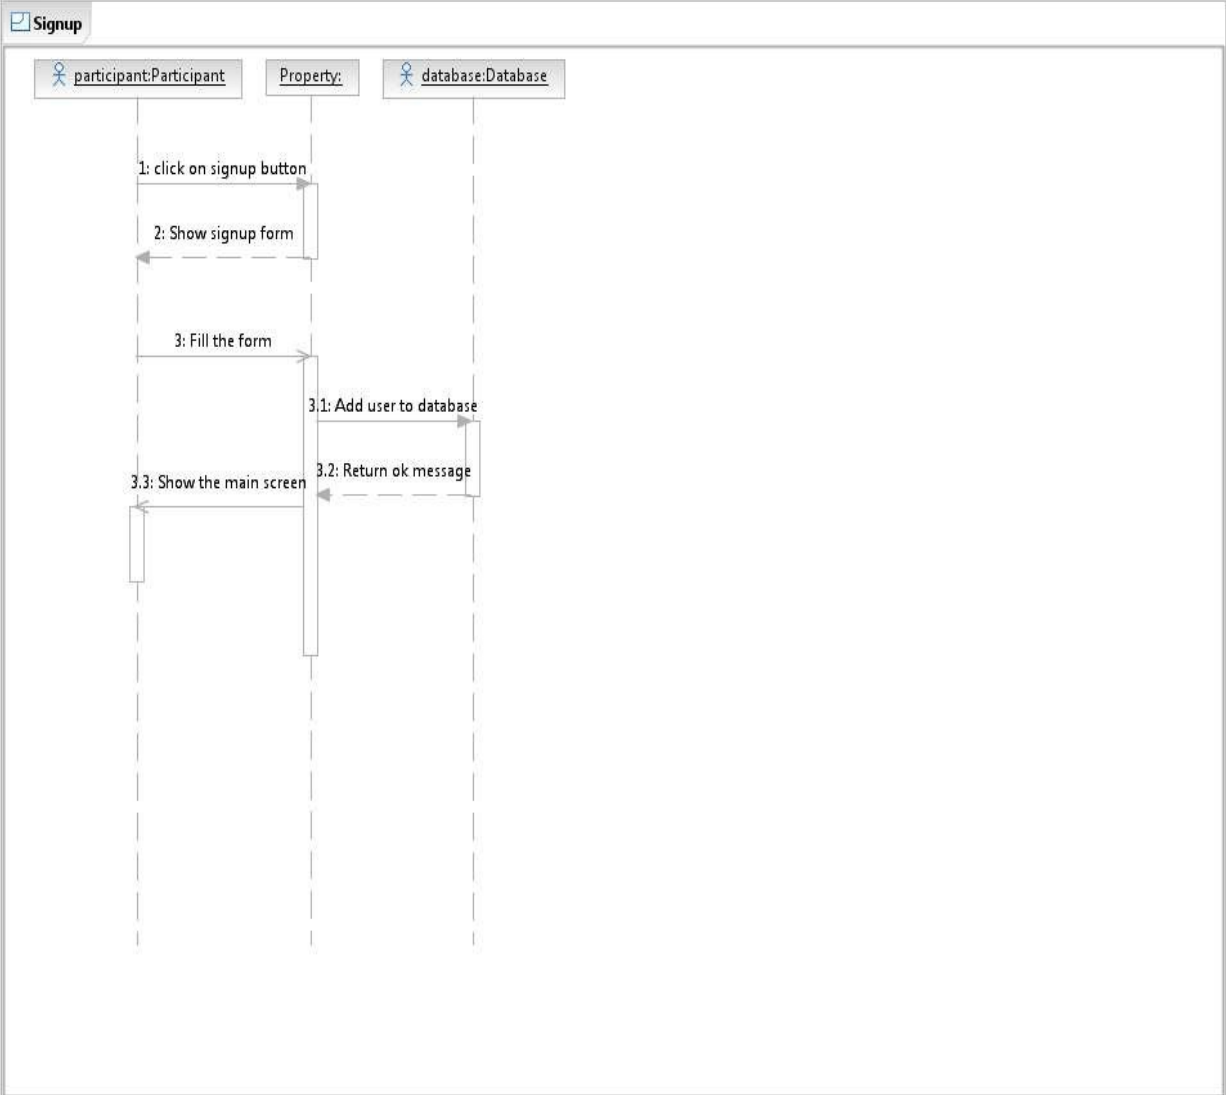 Signup
participant:Participant
Property:
database:Database
1: click on signup button
2: Show signup form
3: Fill the form
3.1: Add user to database
3.2: Return ok message
3.3: Show the main screen